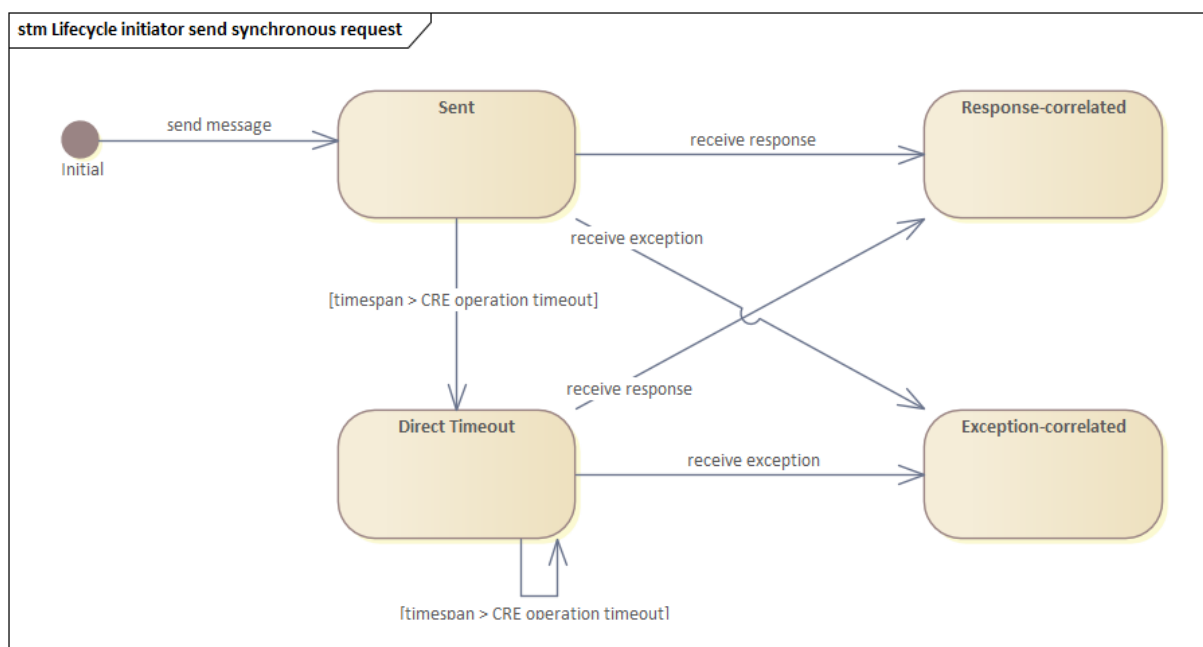 stm Lifecycle initiator send synchronous request
Sent
Response-correlated
send message
receive response
Initial
receive exception
[timespan > CRE operation timeout]
receive response
Direct Timeout
Exception-correlated
receive exception
[timespan > CRE operation timeout]